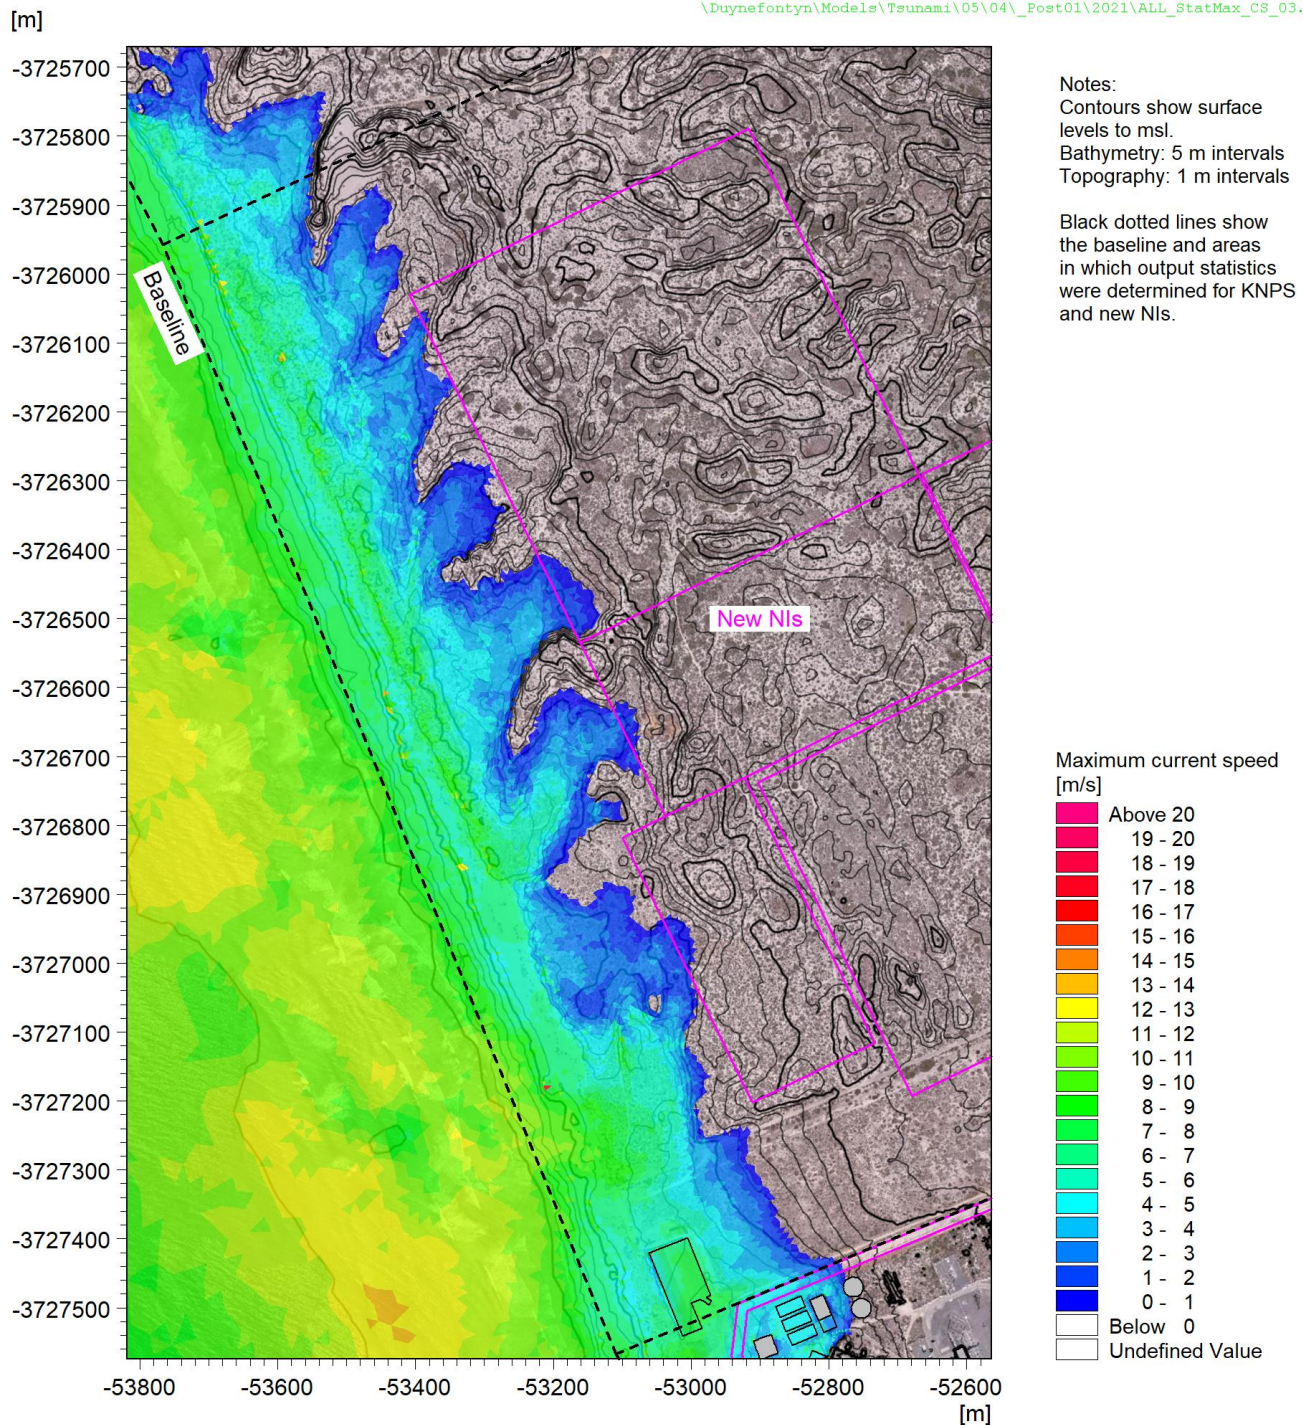 \Duynefontyn\Models\Tsunami\05\04\_Post01\2021\ALL_StatMax_CS_03.
[m]
-3725700
-3725800
-3725900
-3726000
-3726100
-3726200
-3726300
-3726400
-3726500
-3726600
-3726700
-3726800
-3726900
-3727000
-3727100
-3727200
-3727300
-3727400
-3727500
-53800
-53600
-53400
-53200
-53000
-52800
-52600
[m]
Baseline
New NIs
Notes:
Contours show surface
levels to msl.
Bathymetry: 5 m intervals
Topography: 1 m intervals
Black dotted lines show
the baseline and areas
in which output statistics
were determined for KNPS
and new NIs.
Maximum current speed
[m/s]
Above 20
19 - 20
18 - 19
17 - 18
16 - 17
15 - 16
14 - 15
13 - 14
12 - 13
11 - 12
10 - 11
9 - 10
8 - 9
7 - 8
6 - 7
5 - 6
4 - 5
3 - 4
2 - 3
1 - 2
0 - 1
Below 0
Undefined Value